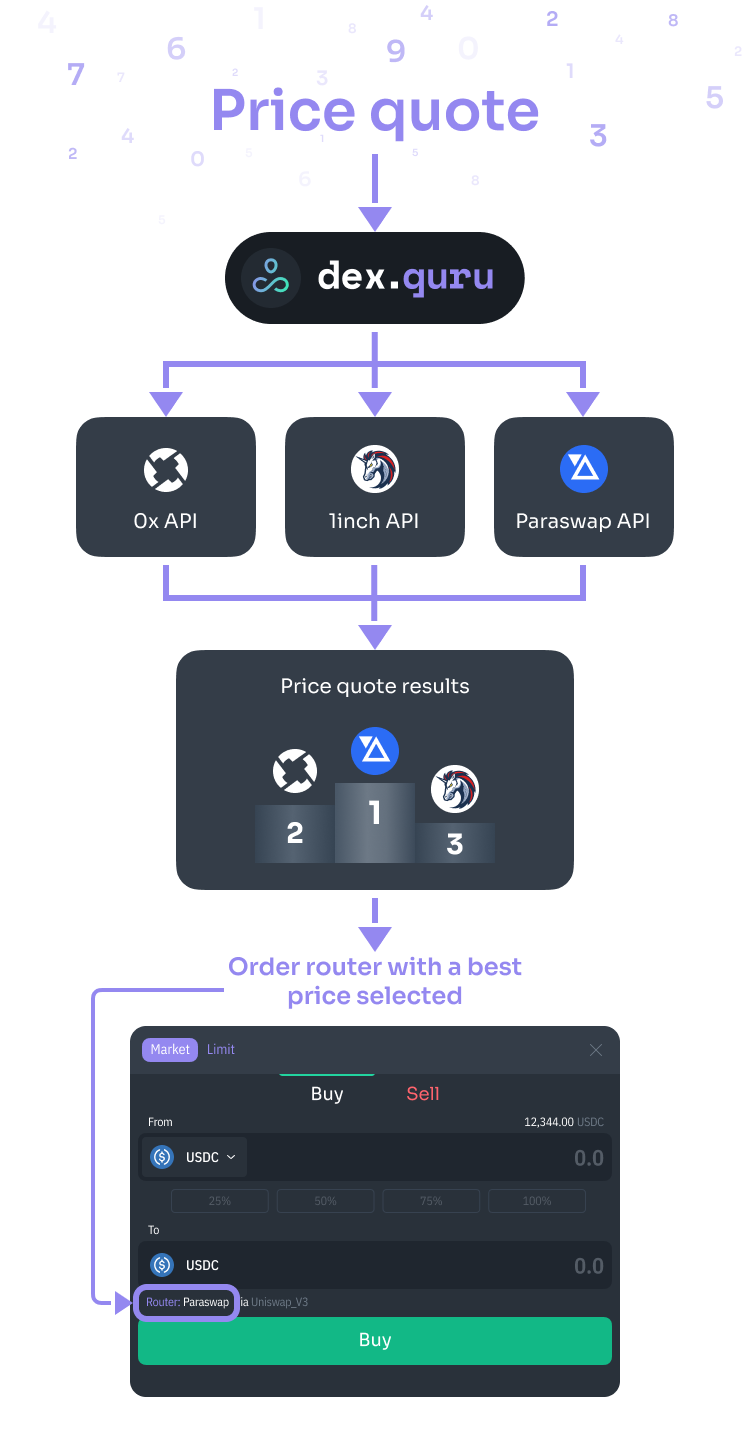 4 1 8 4 2 8
6 9 0 4 2
7 7 2 3 1
5
Price quote
2 4 0 5 1 5 3
6 8
5
dex.guru
0x API
1inch API
Paraswap API
Price quote results
2
1
3
Order router with a best
price selected
Market Limit
Buy Sell
From 12,344.00 USDC
USDC 0.0
25% 50% 75% 100%
To
USDC 0.0
Router: Paraswap ia Uniswap_V3
Buy